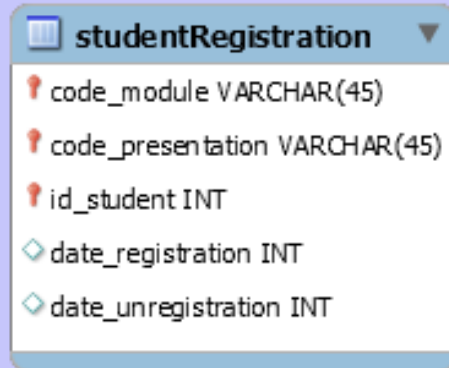 studentRegistration
code_module VARCHAR(45)
code_presentation VARCHAR(45)
id_student INT
date_registration INT
date_unregistration INT